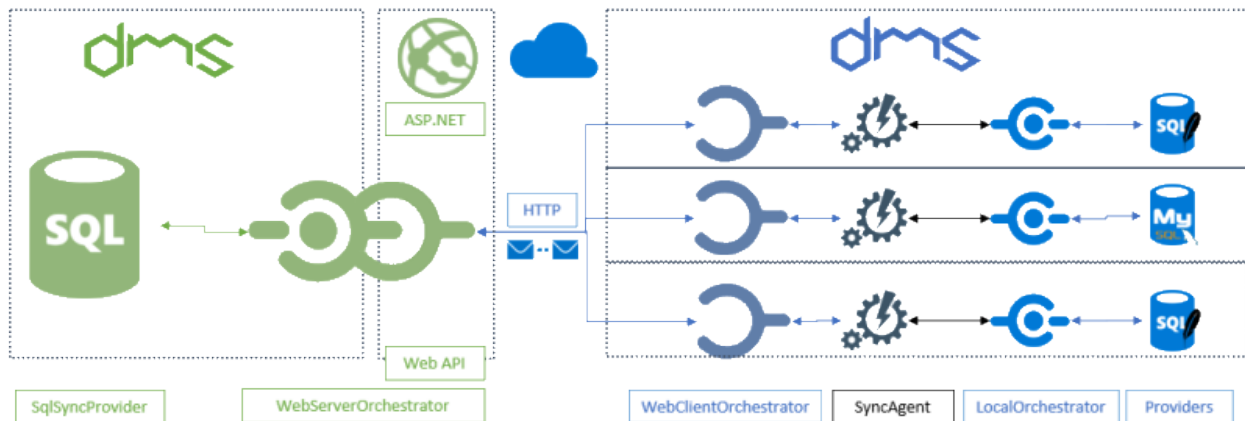 dms
dms
ASP.NET
SQL
SQL
HTTP
My
SQL
SQL
Web API
SqlSyncProvider
WebServerOrchestrator
WebClientOrchestrator
SyncAgent
LocalOrchestrator
Providers